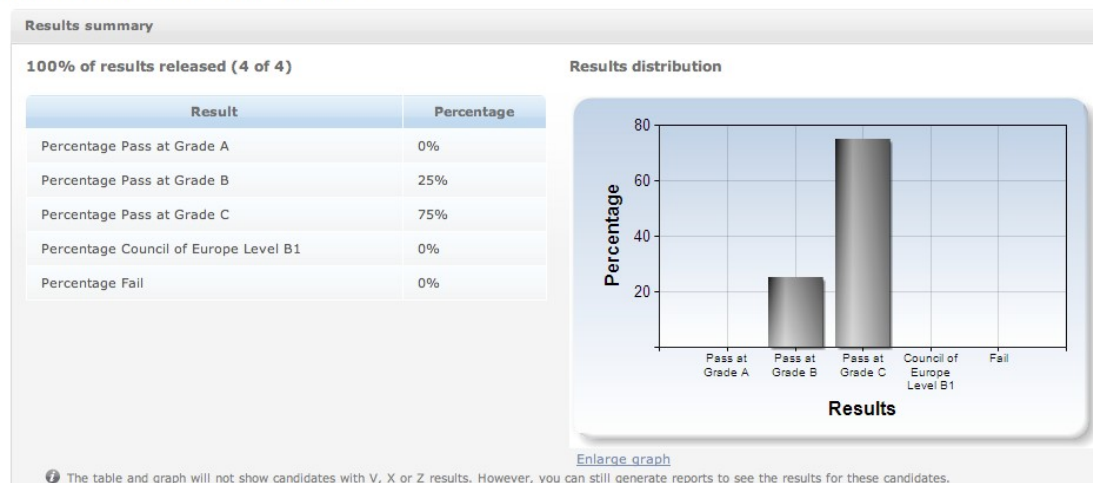 Results summary
100% of results released (4 of 4)
Result Percentage
Percentage Pass at Grade A 0%
Percentage Pass at Grade B 25%
Percentage Pass at Grade C 75%
Percentage Council of Europe Level B1 0%
Percentage Fail 0%
Results distribution
80
60
40
20
Percentage
Pass at
Grade A
Pass at
Grade B
Pass at
Grade C
Council of
Europe
Level B1
Fail
Results
Enlarge graph
i The table and graph will not show candidates with V, X or Z results. However, you can still generate reports to see the results for these candidates.